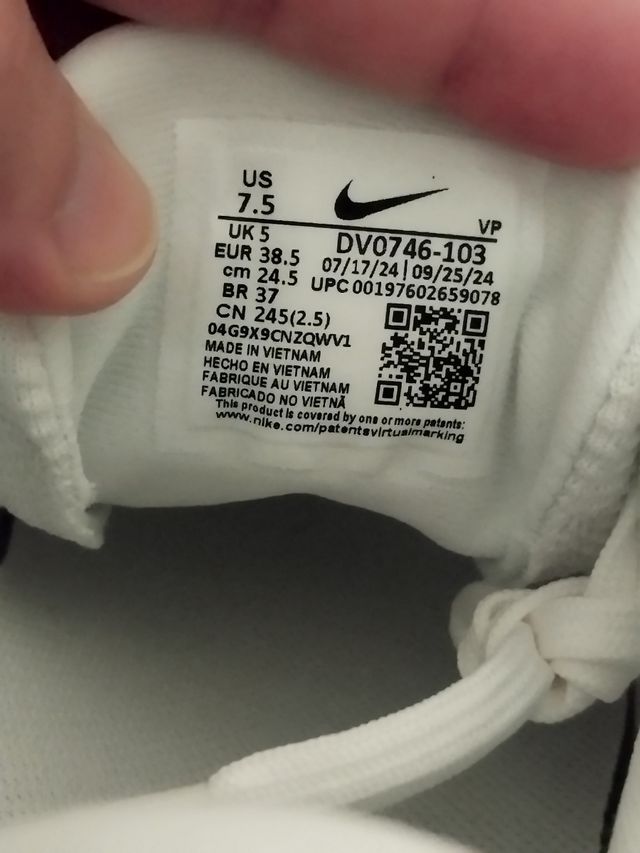 US
7.5
VP
UK 5
EUR 38.5
cm 24.5
BR 37
CN 245(2.5)
DV0746-103
07/17/24 | 09/25/24
UPC 00197602659078
04G9X9CNZQWV1
MADE IN VIETNAM
HECHO EN VIETNAM
FABRIQUE AU VIETNAM
FABRICADO NO VIETNÃ
This product is covered by one or more patents:
www.nike.com/patentsvirtualmarking